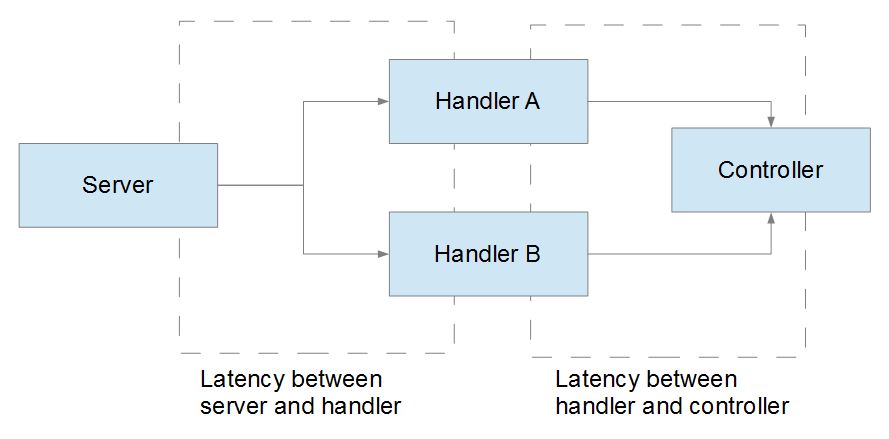 Handler A
Server
Controller
Handler B
Latency between
server and handler
Latency between
handler and controller